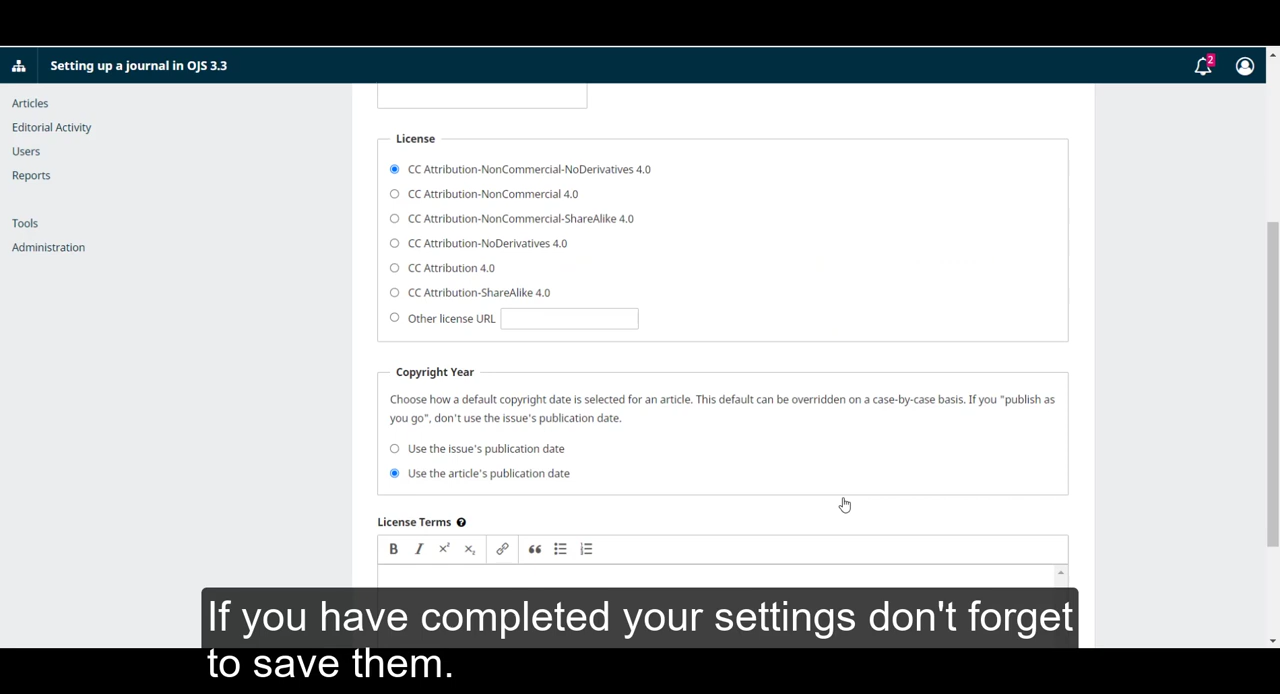 Setting up a journal in OJS 3.3
2
Articles
Editorial Activity
Users
Reports
Tools
Administration
License
CC Attribution-NonCommercial-NoDerivatives 4.0
CC Attribution-NonCommercial 4.0
CC Attribution-NonCommercial-ShareAlike 4.0
CC Attribution-NoDerivatives 4.0
CC Attribution 4.0
CC Attribution-ShareAlike 4.0
Other license URL
Copyright Year
Choose how a default copyright date is selected for an article. This default can be overridden on a case-by-case basis. If you "publish as
you go", don't use the issue's publication date.
Use the issue's publication date
Use the article's publication date
License Terms ?
B I x² x₂
If you have completed your settings don't forget
to save them.